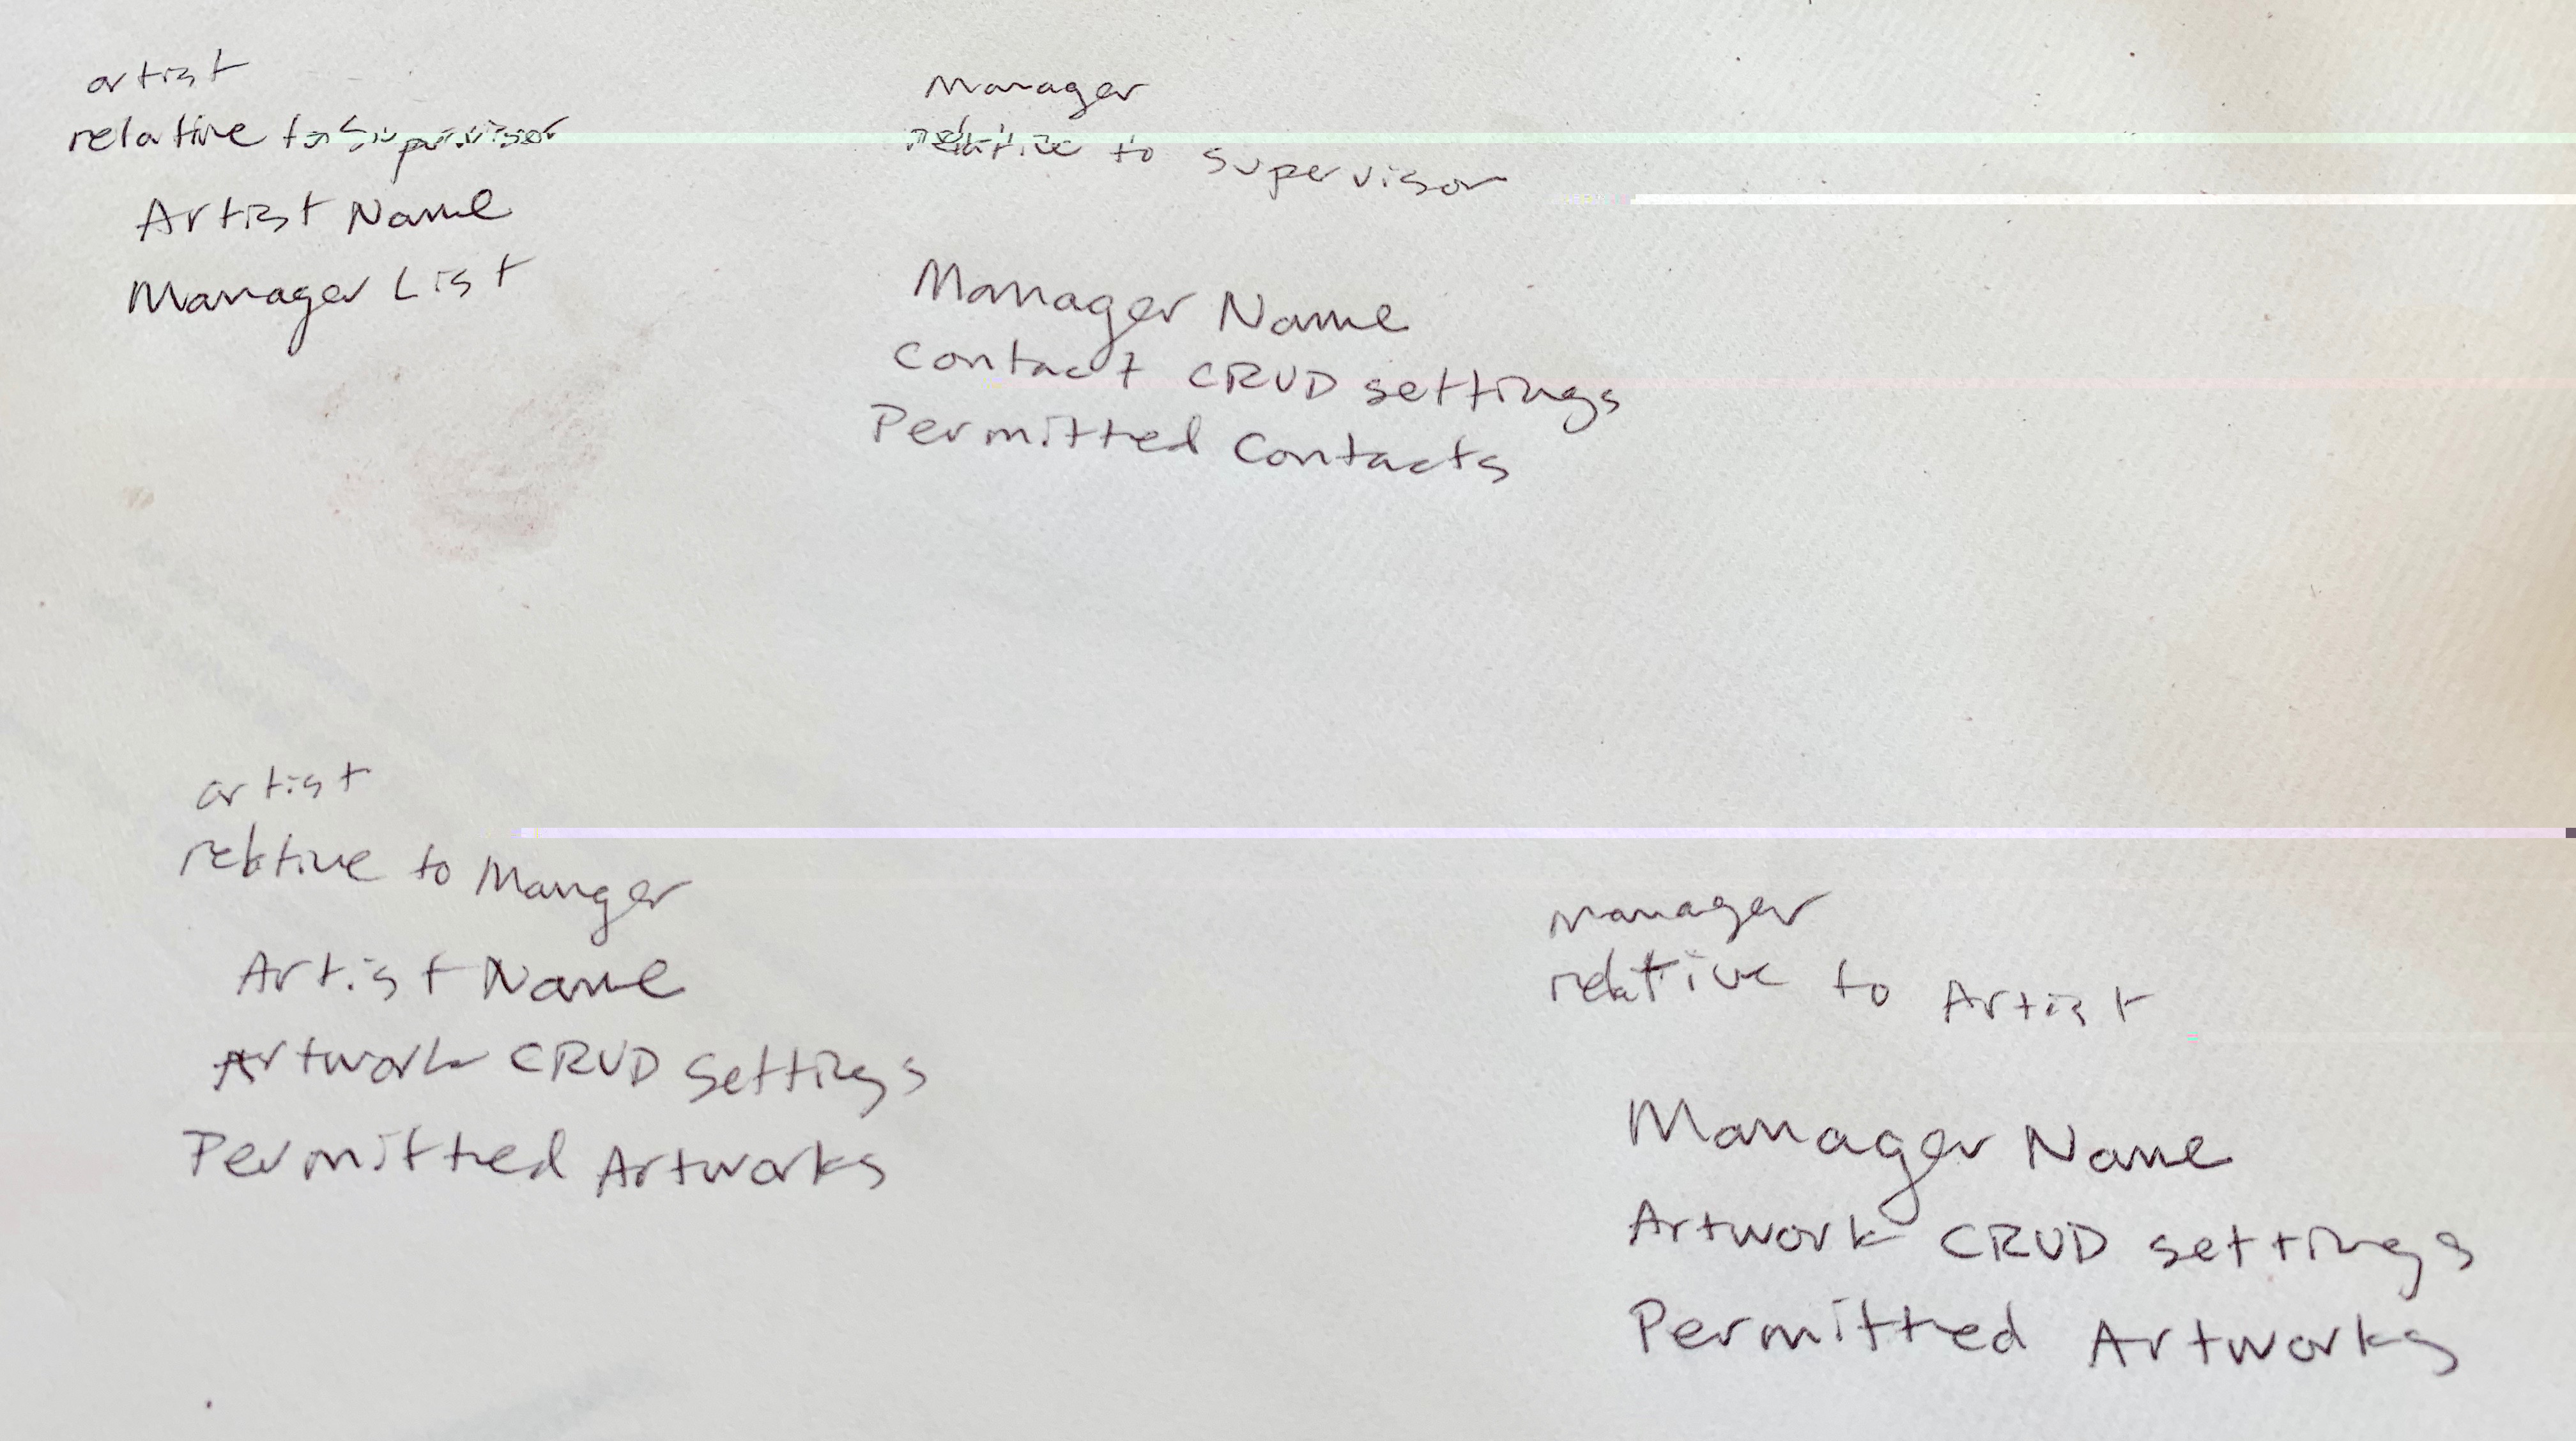 artist
relative to Supervisor
Artist Name
Manager List
Manager
relative to supervisor
Manager Name
Contact CRUD settings
Permitted Contacts
artist
relative to Manger
Artist Name
Artwork CRUD settings
Permitted Artworks
manager
relative to Artist
Manager Name
Artwork CRUD settings
Permitted Artworks